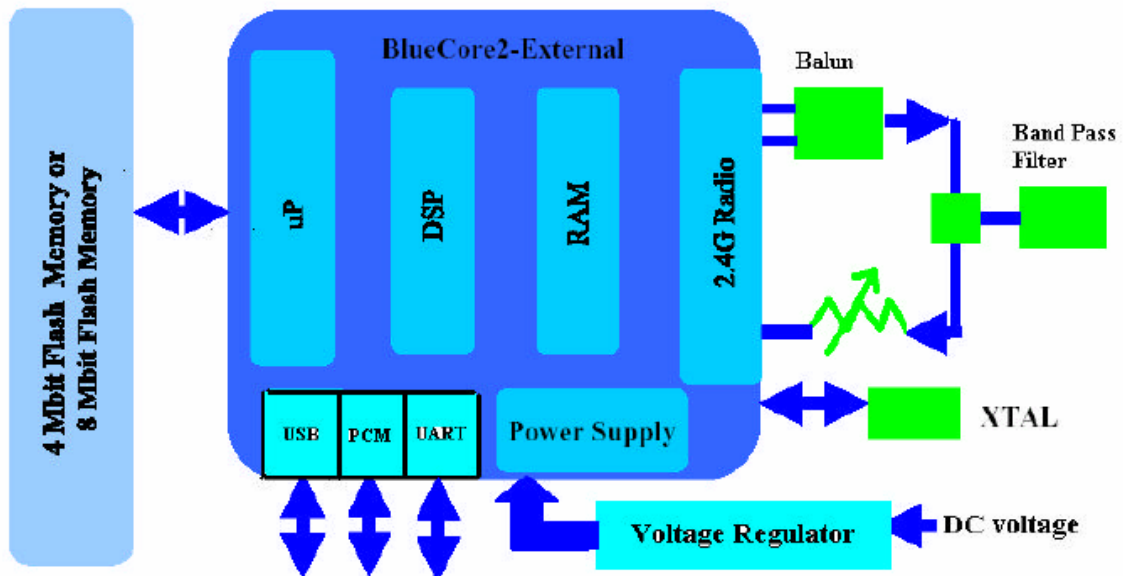 4 Mbit Flash Memory or
8 Mbit Flash Memory
BlueCore2-External
uP
DSP
RAM
2.4G Radio
Balun
Band Pass
Filter
USB
PCM
UART
Power Supply
XTAL
Voltage Regulator
DC voltage